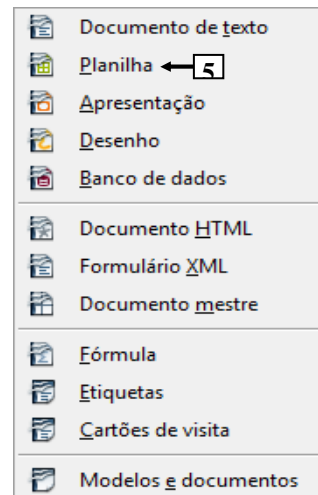 Documento de texto
Planilha 5
Apresentação
Desenho
Banco de dados
Documento HTML
Formulário XML
Documento mestre
Fórmula
Etiquetas
Cartões de visita
Modelos e documentos